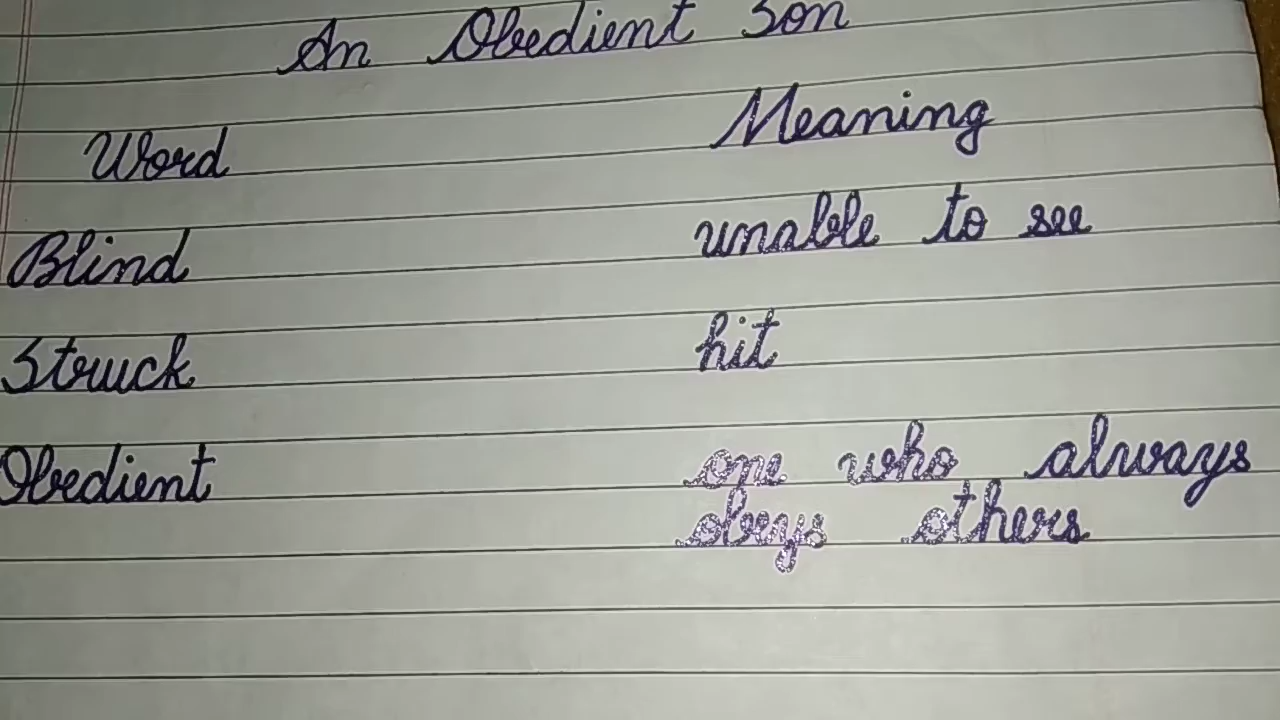 An Obedient Son
Word Meaning
Blind unable to see
Struck hit
Obedient one who always
obeys others